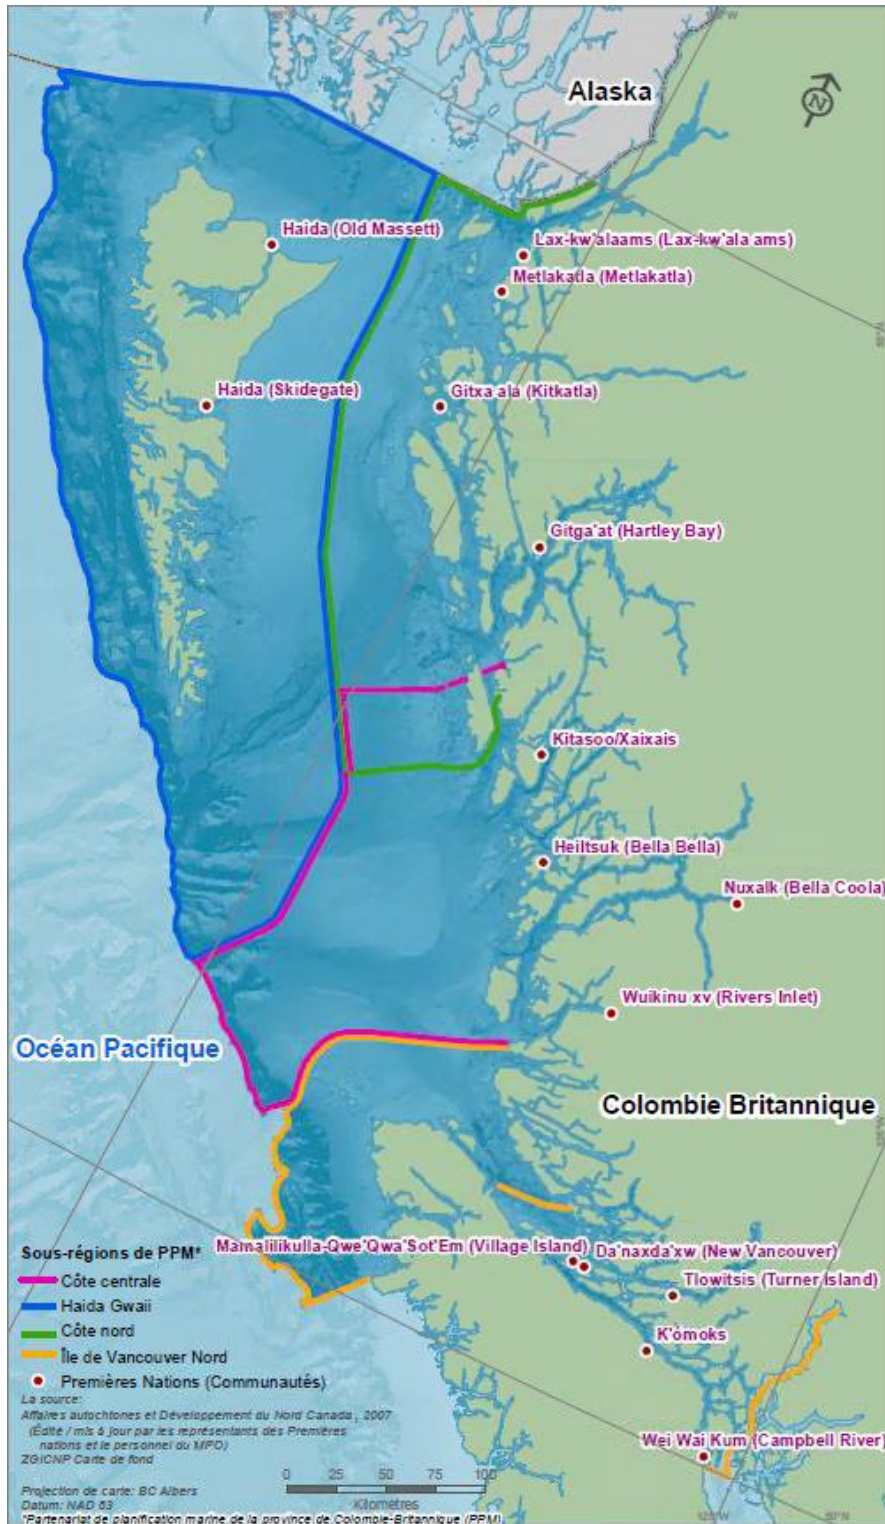 Alaska
N
Haida (Old Massett)
Lax-kw'alaams (Lax-kw'ala ams)
Metlakatla (Metlakatla)
Haida (Skidegate)
Gitxa ala (Kitkatla)
Gitga'at (Hartley Bay)
Kitasoo/Xaixais
Heiltsuk (Bella Bella)
Nuxalk (Bella Coola)
Wuikinu xv (Rivers Inlet)
Océan Pacifique
Colombie Britannique
Mamalilikulla-Qwe'Qwa'Sot'Em (Village Island)
Da'naxda'xw (New Vancouver)
Tlowitsis (Turner Island)
K'ómoks
Wei Wai Kum (Campbell River)
Sous-régions de PPM*
Côte centrale
Haida Gwaii
Côte nord
Île de Vancouver Nord
Premières Nations (Communautés)
La source:
Affaires autochtones et Développement du Nord Canada , 2007
(Édité / mis à jour par les représentants des Premières
nations et le personnel du MPO)
ZGICNP Carte de fond
Projection de carte: BC Albers
Datum: NAD 83
*Partenariat de planification marine de la province de Colombie-Britannique (PPM)
0 25 50 75 100
Kilometres
125°W
50°N